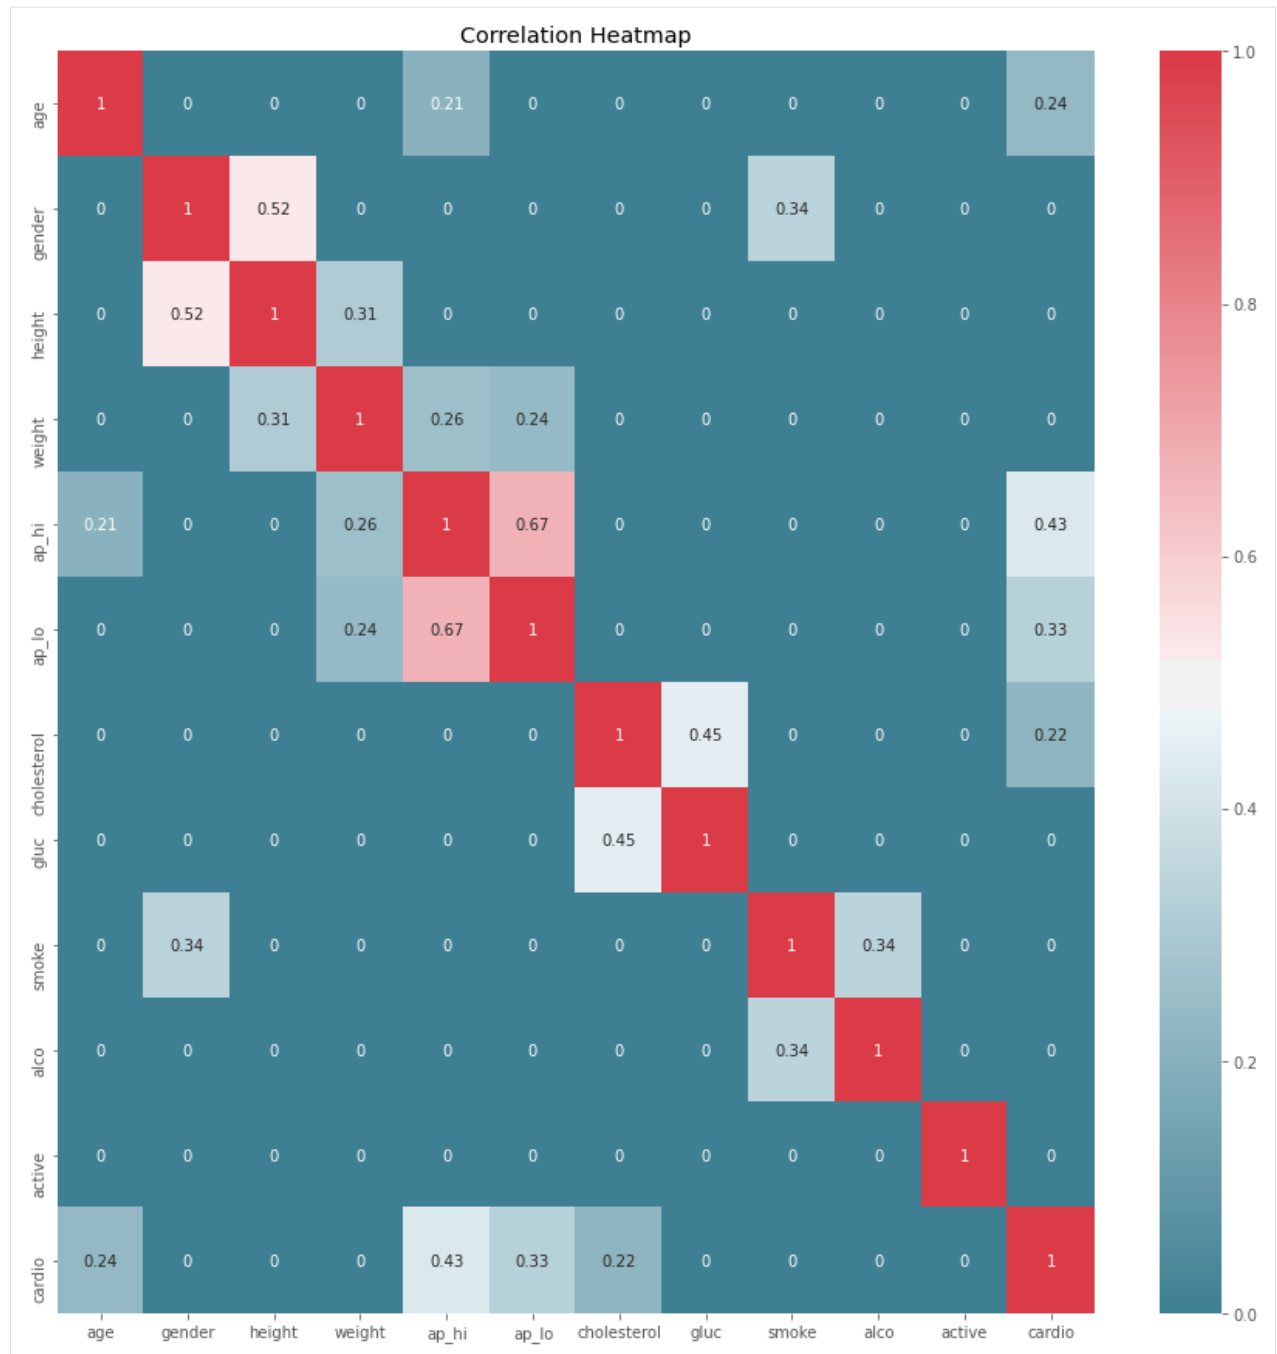 Correlation Heatmap
age 1 0 0 0 0.21 0 0 0 0 0 0 0.24
gender 0 1 0.52 0 0 0 0 0 0.34 0 0 0
height 0 0.52 1 0.31 0 0 0 0 0 0 0 0
weight 0 0 0.31 1 0.26 0.24 0 0 0 0 0 0
ap_hi 0.21 0 0 0.26 1 0.67 0 0 0 0 0 0.43
ap_lo 0 0 0 0.24 0.67 1 0 0 0 0 0 0.33
cholesterol 0 0 0 0 0 0 1 0.45 0 0 0 0.22
gluc 0 0 0 0 0 0 0.45 1 0 0 0 0
smoke 0 0.34 0 0 0 0 0 0 1 0.34 0 0
alco 0 0 0 0 0 0 0 0 0.34 1 0 0
active 0 0 0 0 0 0 0 0 0 0 1 0
cardio 0.24 0 0 0 0.43 0.33 0.22 0 0 0 0 1
age gender height weight ap_hi ap_lo cholesterol gluc smoke alco active cardio
1.0
0.8
0.6
0.4
0.2
0.0